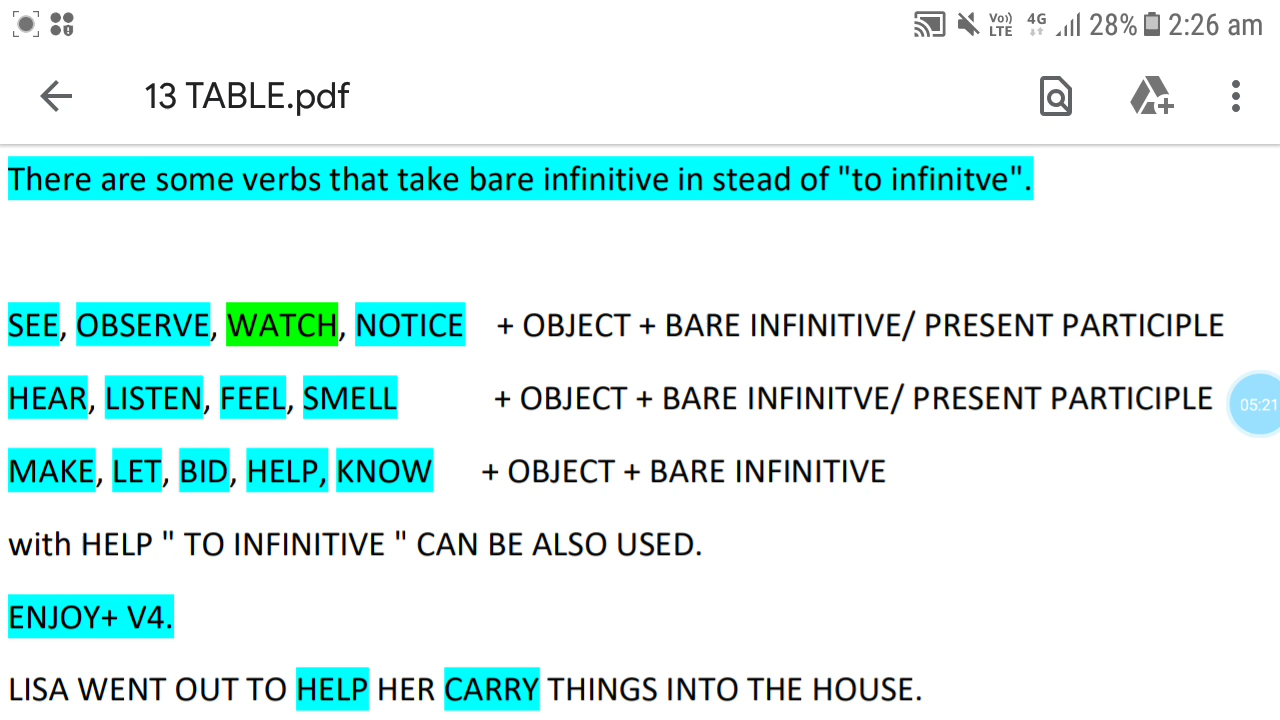 Vo)) LTE 4G 28% 2:26 am
13 TABLE.pdf
There are some verbs that take bare infinitive in stead of "to infinitve".
SEE, OBSERVE, WATCH, NOTICE + OBJECT + BARE INFINITIVE/ PRESENT PARTICIPLE
HEAR, LISTEN, FEEL, SMELL + OBJECT + BARE INFINITVE/ PRESENT PARTICIPLE
05:21
MAKE, LET, BID, HELP, KNOW + OBJECT + BARE INFINITIVE
with HELP " TO INFINITIVE " CAN BE ALSO USED.
ENJOY+ V4.
LISA WENT OUT TO HELP HER CARRY THINGS INTO THE HOUSE.